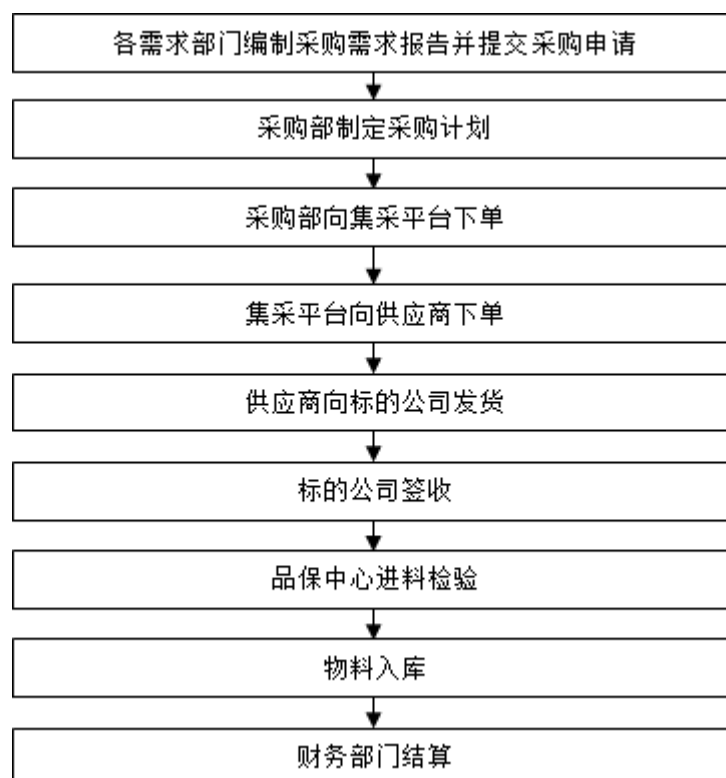 各需求部门编制采购需求报告并提交采购申请
采购部制定采购计划
采购部向集采平台下单
集采平台向供应商下单
供应商向标的公司发货
标的公司签收
品保中心进料检验
物料入库
财务部门结算